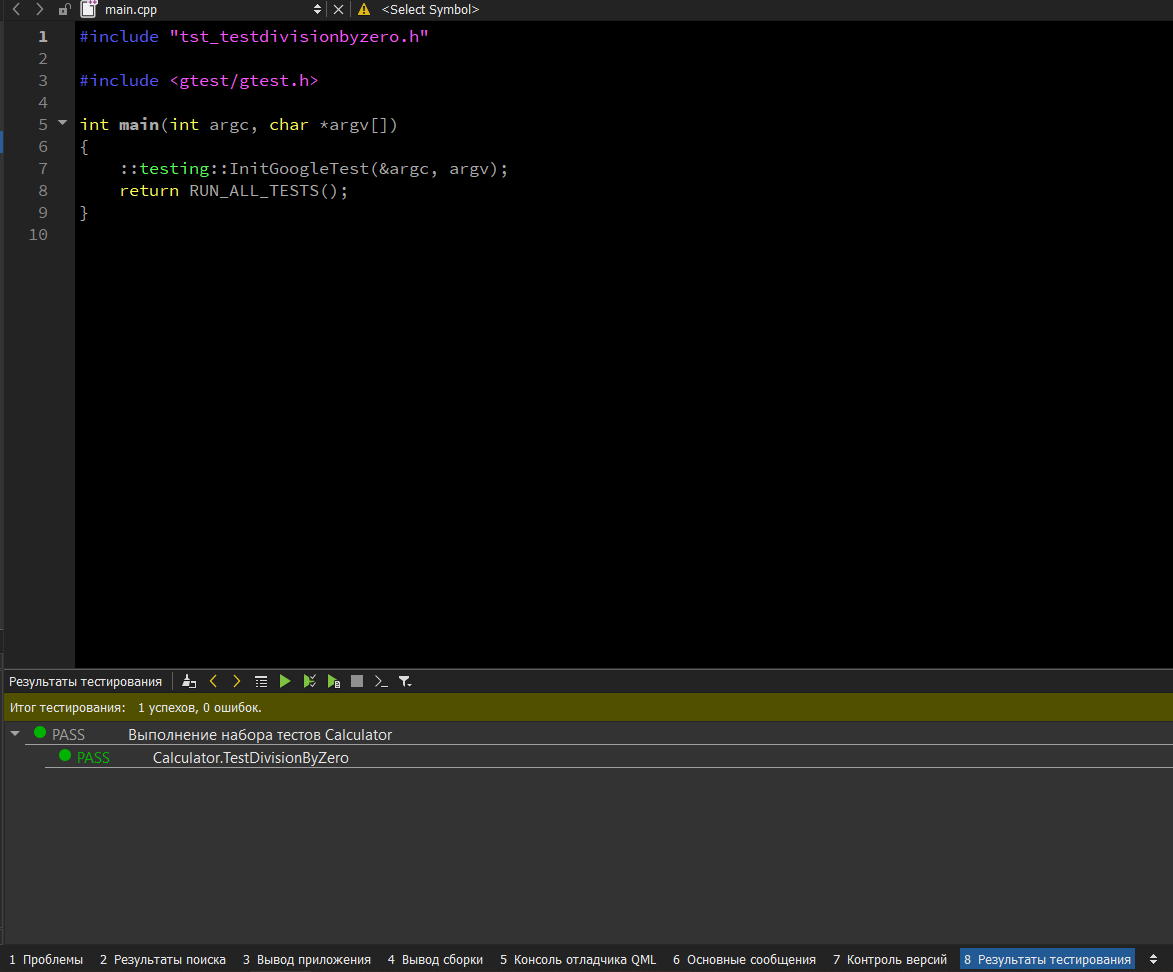 main.cpp <Select Symbol>
1 #include "tst_testdivisionbyzero.h"
2
3 #include <gtest/gtest.h>
4
5 int main(int argc, char *argv[])
6 {
7 ::testing::InitGoogleTest(&argc, argv);
8 return RUN_ALL_TESTS();
9 }
10
Результаты тестирования
Итог тестирования: 1 успехов, 0 ошибок.
PASS Выполнение набора тестов Calculator
PASS Calculator.TestDivisionByZero
1 Проблемы 2 Результаты поиска 3 Вывод приложения 4 Вывод сборки 5 Консоль отладчика QML 6 Основные сообщения 7 Контроль версий 8 Результаты тестирования